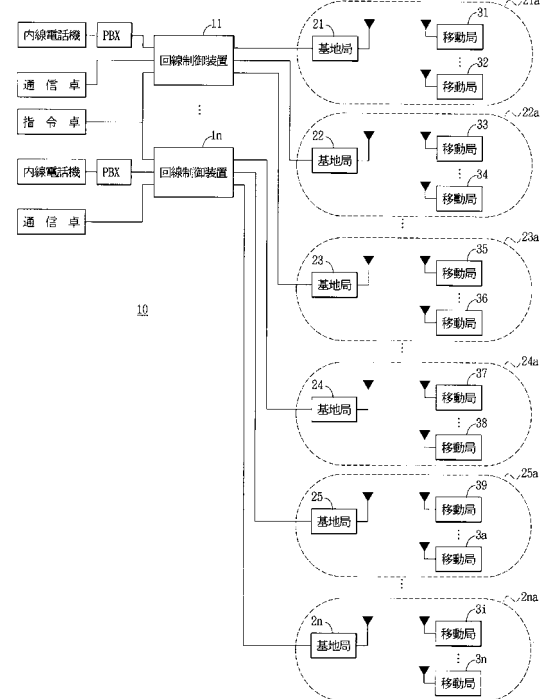 11
21
31
21a
内線電話機 PBX
回線制御装置
基地局
移動局
32
通信卓
移動局
指令卓
1n
22
33
22a
内線電話機 PBX
回線制御装置
基地局
移動局
34
移動局
通信卓
23
35
23a
基地局
移動局
36
移動局
10
24
37
24a
基地局
移動局
38
移動局
25
39
25a
基地局
移動局
3a
移動局
2n
3i
2na
基地局
移動局
3n
移動局